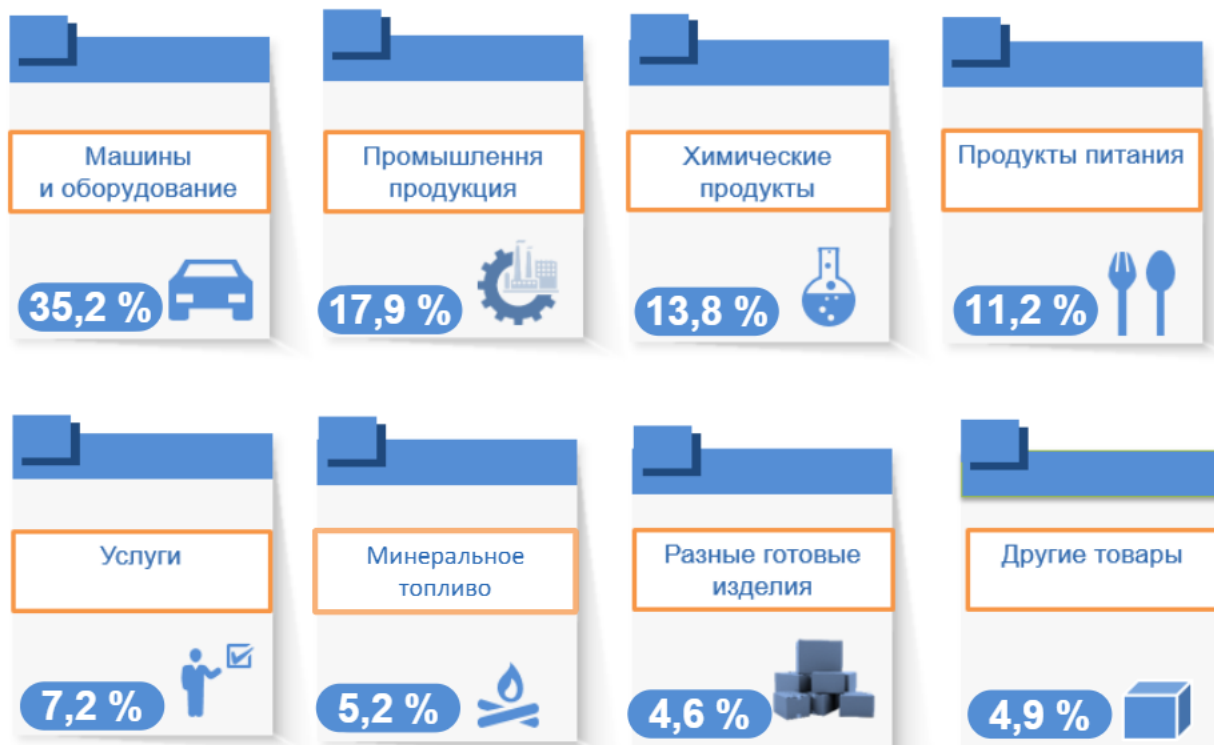 Машины
и оборудование
35,2 %
Промышлення
продукция
17,9 %
Химические
продукты
13,8 %
Продукты питания
11,2 %
Услуги
7,2 %
Минеральное
топливо
5,2 %
Разные готовые
изделия
4,6 %
Другие товары
4,9 %